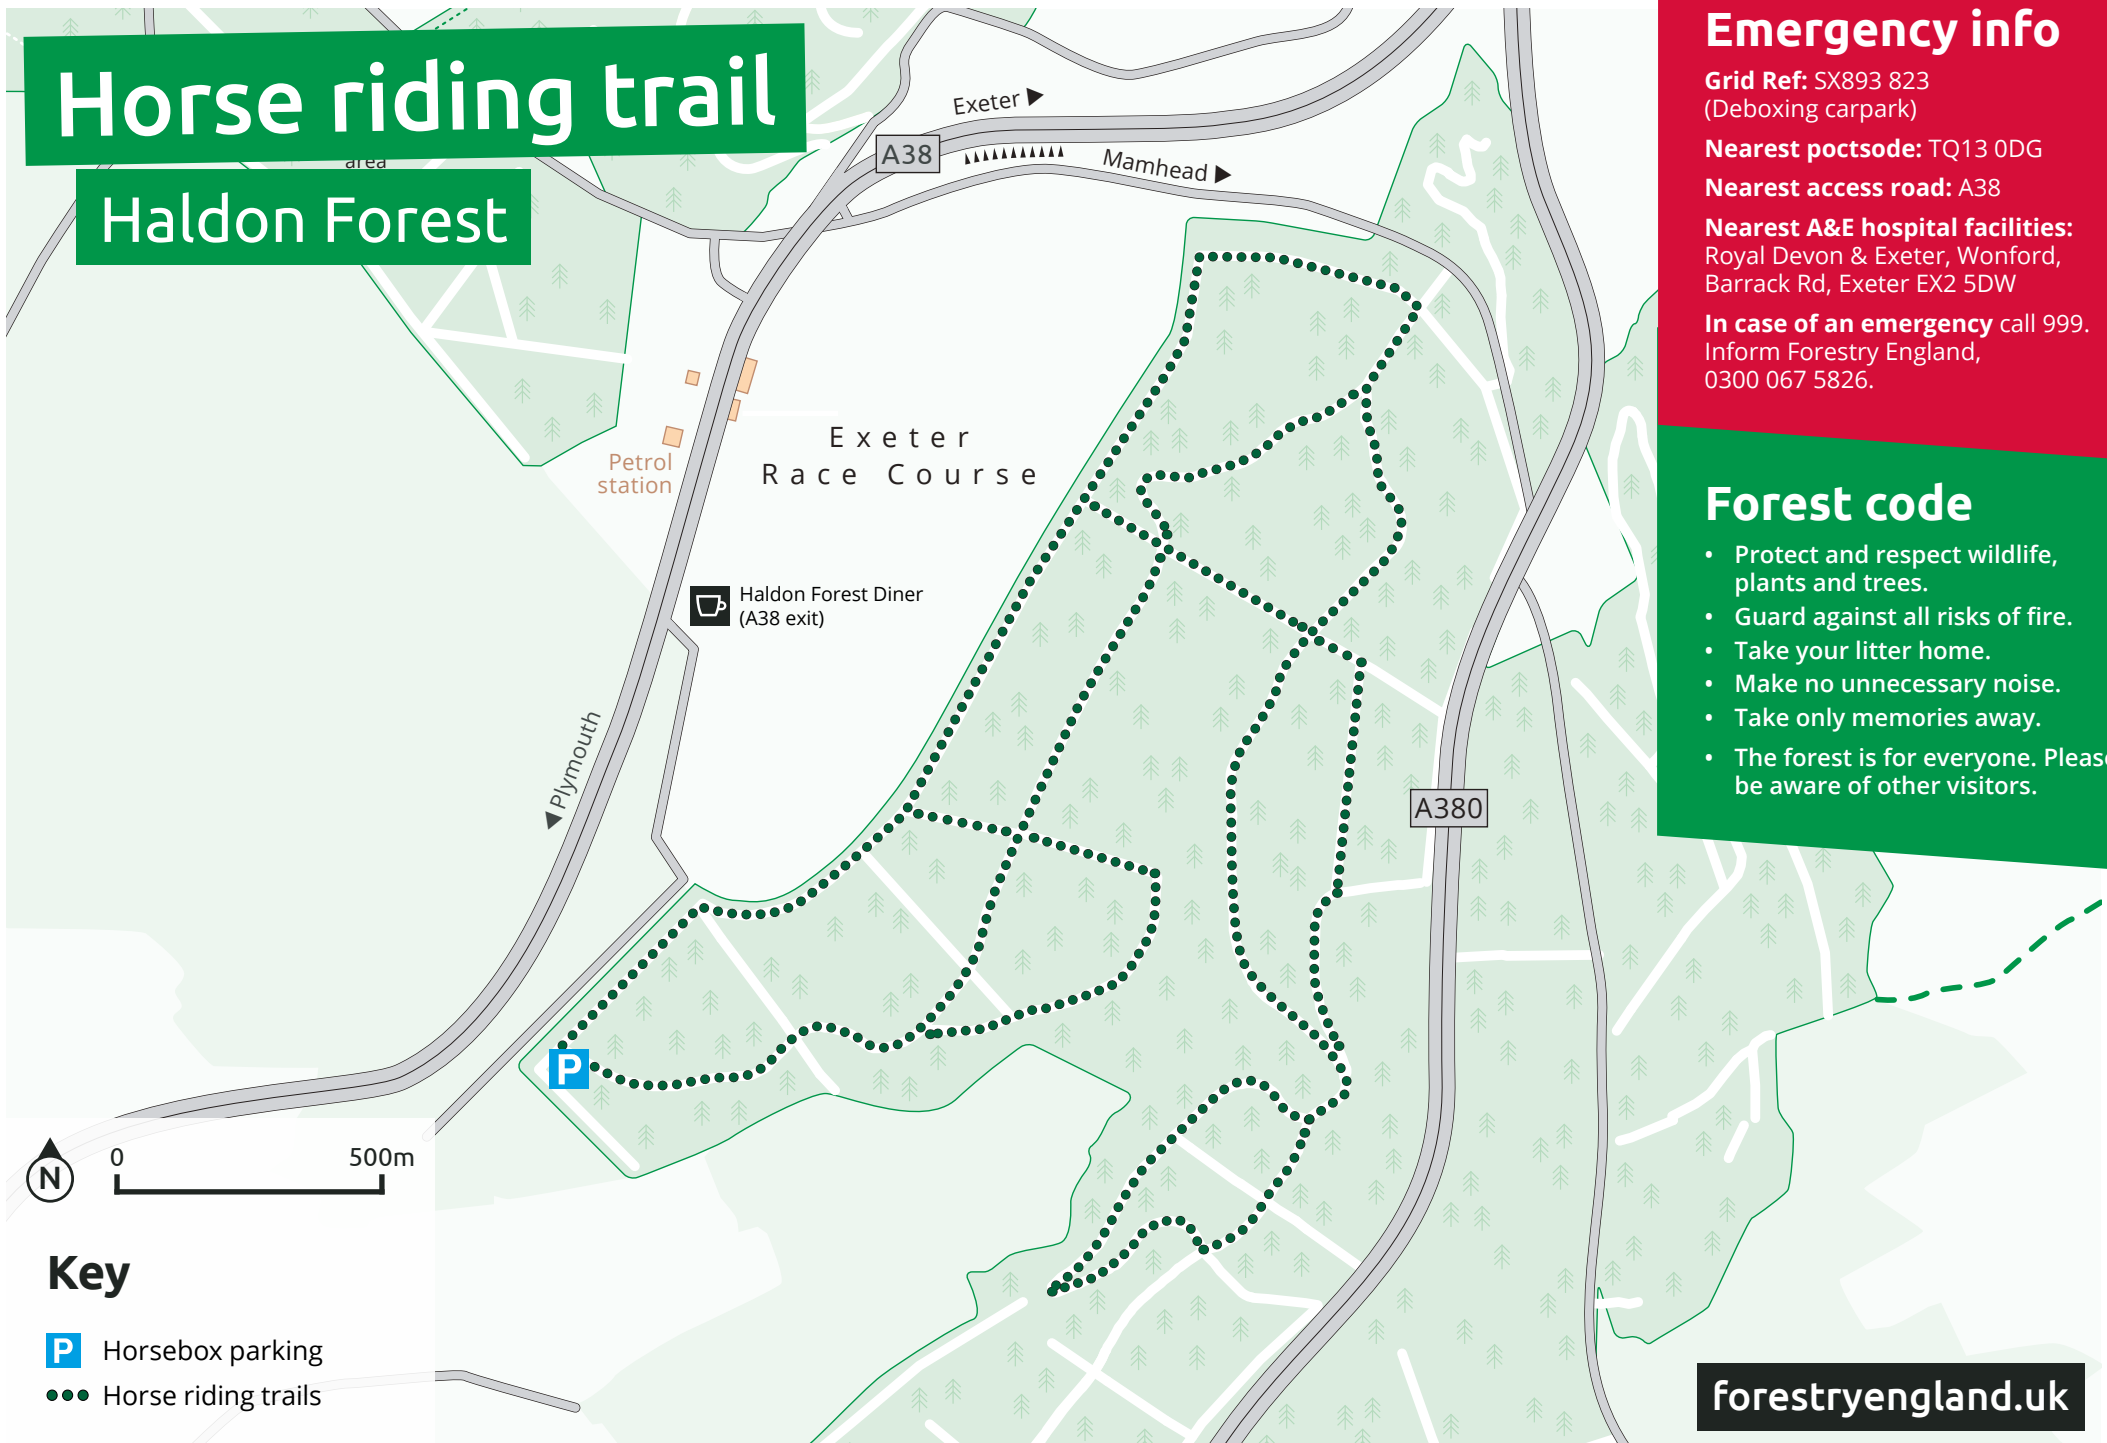 Horse riding trail
area
Haldon Forest
Exeter
A38
Mamhead
Petrol
station
Exeter
Race Course
Haldon Forest Diner
(A38 exit)
Plymouth
A380
P
N
0 500m
Key
P Horsebox parking
Horse riding trails
Emergency info
Grid Ref: SX893 823
(Deboxing carpark)
Nearest poctsode: TQ13 0DG
Nearest access road: A38
Nearest A&E hospital facilities:
Royal Devon & Exeter, Wonford,
Barrack Rd, Exeter EX2 5DW
In case of an emergency call 999.
Inform Forestry England,
0300 067 5826.
Forest code
• Protect and respect wildlife,
plants and trees.
• Guard against all risks of fire.
• Take your litter home.
• Make no unnecessary noise.
• Take only memories away.
• The forest is for everyone. Please
be aware of other visitors.
forestryengland.uk